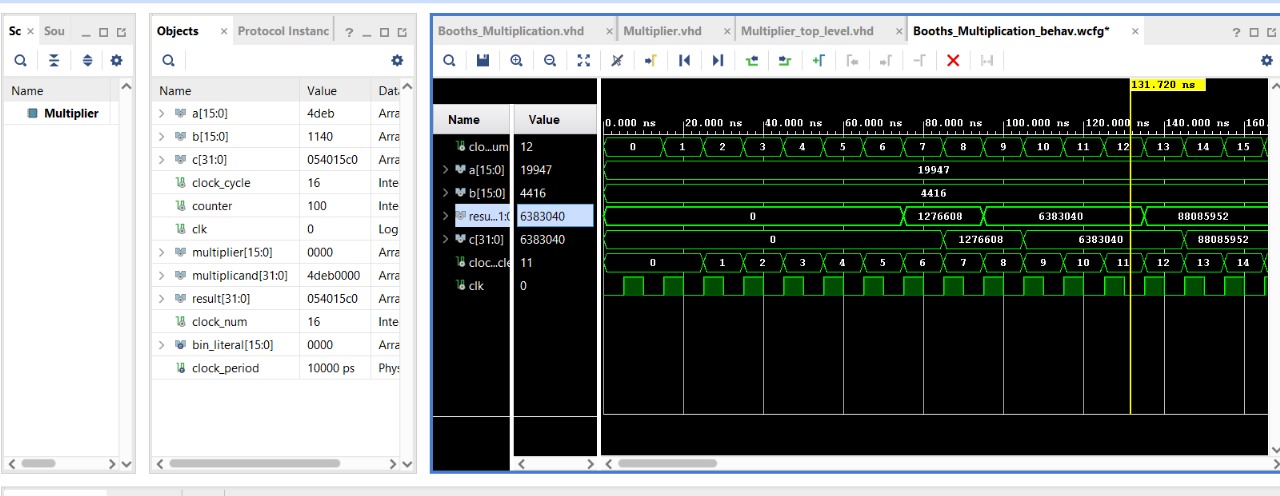 Sc × Sou
Name
Multiplier
Objects × Protocol Instanc ?
Name Value Data
a[15:0] 4deb Arra
b[15:0] 1140 Arra
c[31:0] 054015c0 Arra
clock_cycle 16 Inte
counter 100 Inte
clk 0 Log
multiplier[15:0] 0000 Arra
multiplicand[31:0] 4deb0000 Arra
result[31:0] 054015c0 Arra
clock_num 16 Inte
bin_literal[15:0] 0000 Arra
clock_period 10000 ps Phys
Booths_Multiplication.vhd × Multiplier.vhd × Multiplier_top_level.vhd × Booths_Multiplication_behav.wcfg* × ?
131.720 ns
Name Value
0.000 ns 20.000 ns 40.000 ns 60.000 ns 80.000 ns 100.000 ns 120.000 ns 140.000 ns 160.
clo...um 12 0 1 2 3 4 5 6 7 8 9 10 11 12 13 14 15
a[15:0] 19947 19947
b[15:0] 4416 4416
resu...1:0 6383040 0 1276608 6383040 88085952
c[31:0] 6383040 0 1276608 6383040 88085952
cloc...cle 11 0 1 2 3 4 5 6 7 8 9 10 11 12 13 14
clk 0